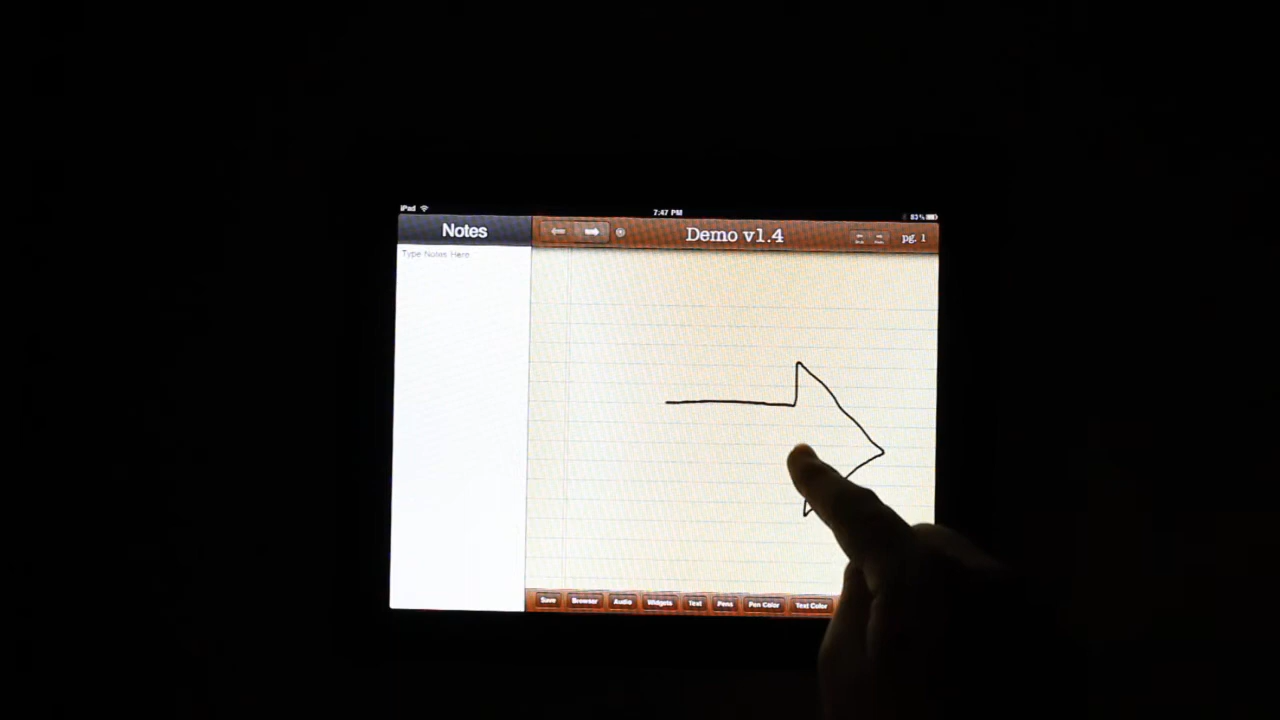 iPad 7:47 PM 83%
Notes Demo v1.4 pg. 1
Type Notes Here
Save Browser Audio Widgets Text Pens Pen Color Text Color